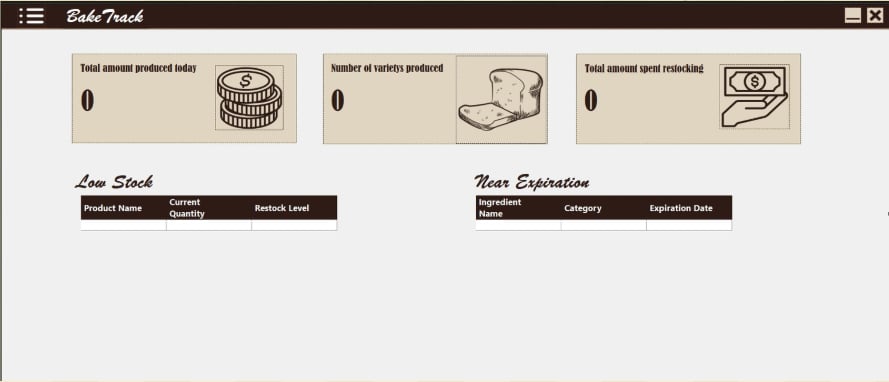 BakeTrack
Total amount produced today
0
Number of varietys produced
0
Total amount spent restocking
0
Low Stock
Product Name
Current
Quantity
Restock Level
Near Expiration
Ingredient
Name
Category
Expiration Date